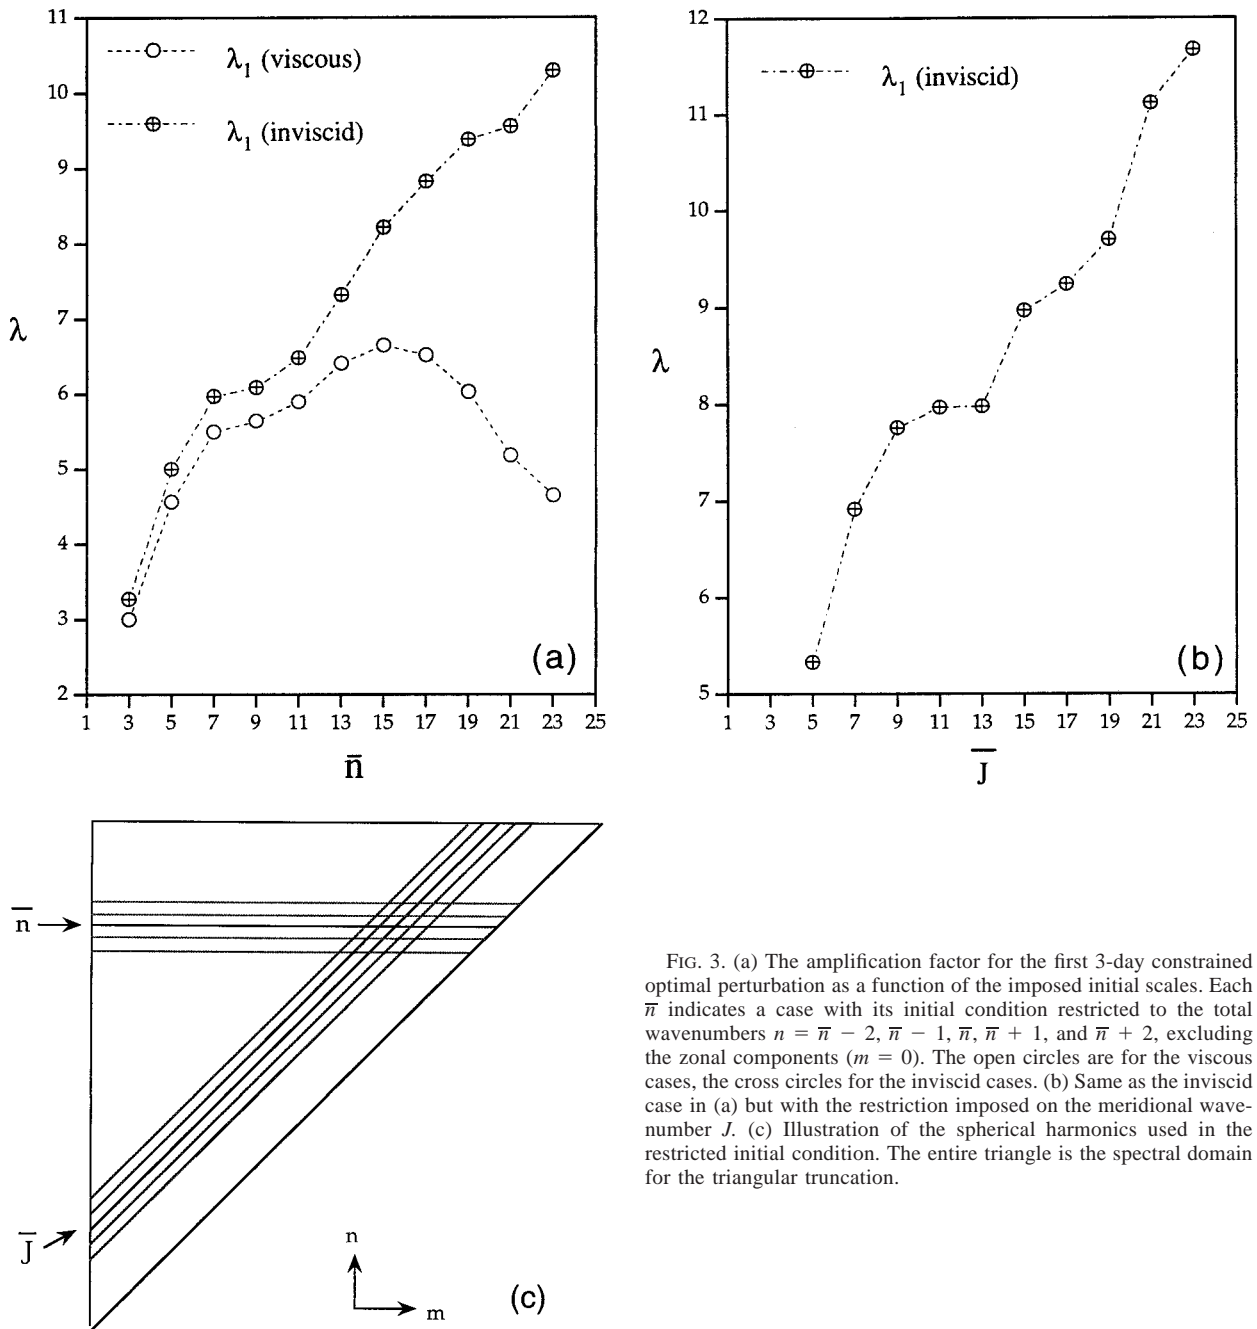 11
10
9
8
7
6
5
4
3
2
λ
λ1 (viscous)
λ1 (inviscid)
(a)
1 3 5 7 9 11 13 15 17 19 21 23 25
n̄
12
11
10
9
8
7
6
5
λ
λ1 (inviscid)
(b)
1 3 5 7 9 11 13 15 17 19 21 23 25
J̄
n̄
J̄
n
m
(c)
FIG. 3. (a) The amplification factor for the first 3-day constrained
optimal perturbation as a function of the imposed initial scales. Each
n̄ indicates a case with its initial condition restricted to the total
wavenumbers n = n̄ − 2, n̄ − 1, n̄, n̄ + 1, and n̄ + 2, excluding
the zonal components (m = 0). The open circles are for the viscous
cases, the cross circles for the inviscid cases. (b) Same as the inviscid
case in (a) but with the restriction imposed on the meridional wave-
number J. (c) Illustration of the spherical harmonics used in the
restricted initial condition. The entire triangle is the spectral domain
for the triangular truncation.